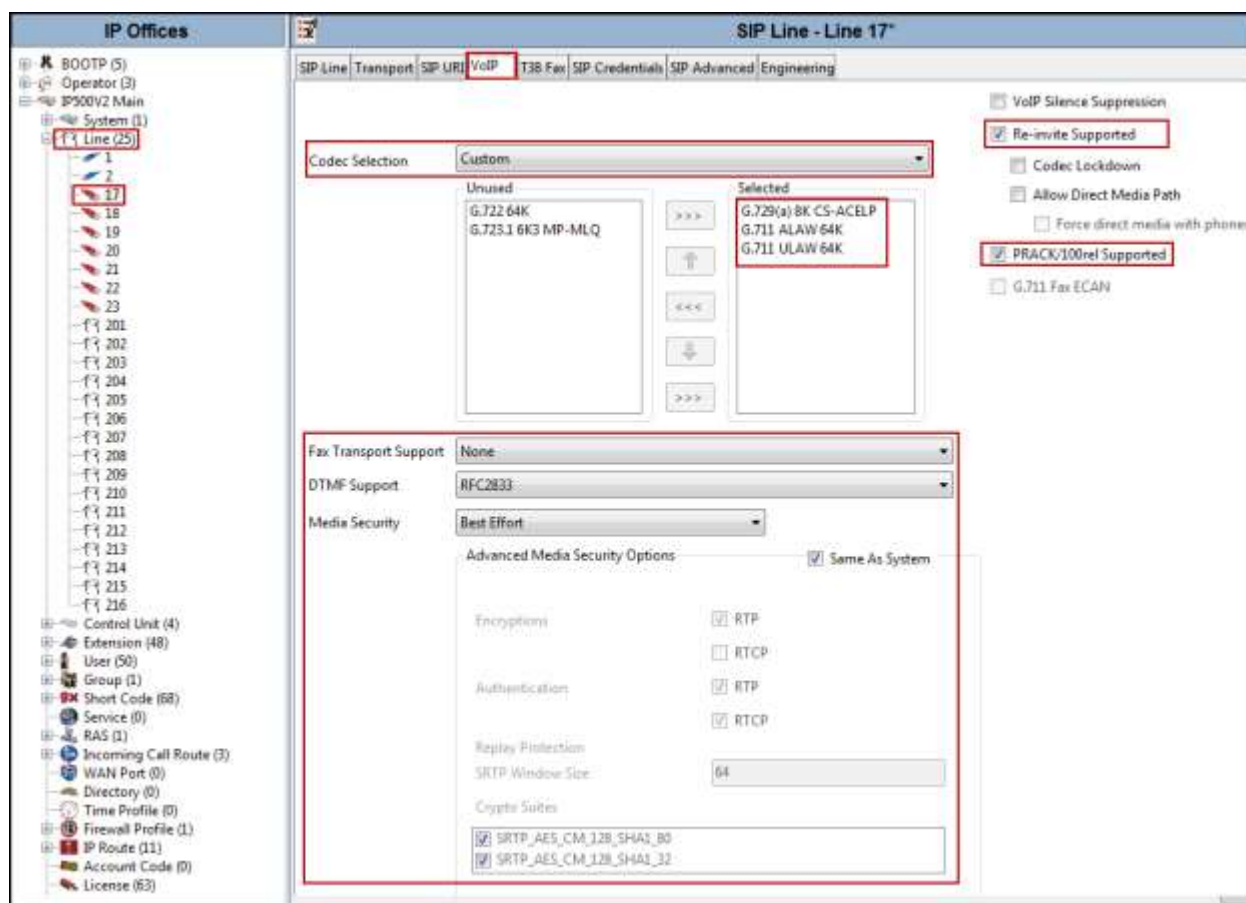 IP Offices
BOOTP (5)
Operator (3)
IP500V2 Main
System (1)
Line (25)
1
2
17
18
19
20
21
22
23
201
202
203
204
205
206
207
208
209
210
211
212
213
214
215
216
Control Unit (4)
Extension (48)
User (50)
Group (1)
Short Code (68)
Service (0)
RAS (1)
Incoming Call Route (3)
WAN Port (0)
Directory (0)
Time Profile (0)
Firewall Profile (1)
IP Route (11)
Account Code (0)
License (63)
SIP Line - Line 17*
SIP Line Transport SIP URI VoIP T38 Fax SIP Credentials SIP Advanced Engineering
Codec Selection Custom
Unused
G.722 64K
G.723.1 6K3 MP-MLQ
>>>
<<<
>>>
Selected
G.729(a) 8K CS-ACELP
G.711 ALAW 64K
G.711 ULAW 64K
VoIP Silence Suppression
Re-invite Supported
Codec Lockdown
Allow Direct Media Path
Force direct media with phones
PRACK/100rel Supported
G.711 Fax ECAN
Fax Transport Support None
DTMF Support RFC2833
Media Security Best Effort
Advanced Media Security Options Same As System
Encryptions RTP
RTCP
Authentication RTP
RTCP
Replay Protection
SRTP Window Size 64
Crypto Suites
SRTP_AES_CM_128_SHA1_80
SRTP_AES_CM_128_SHA1_32